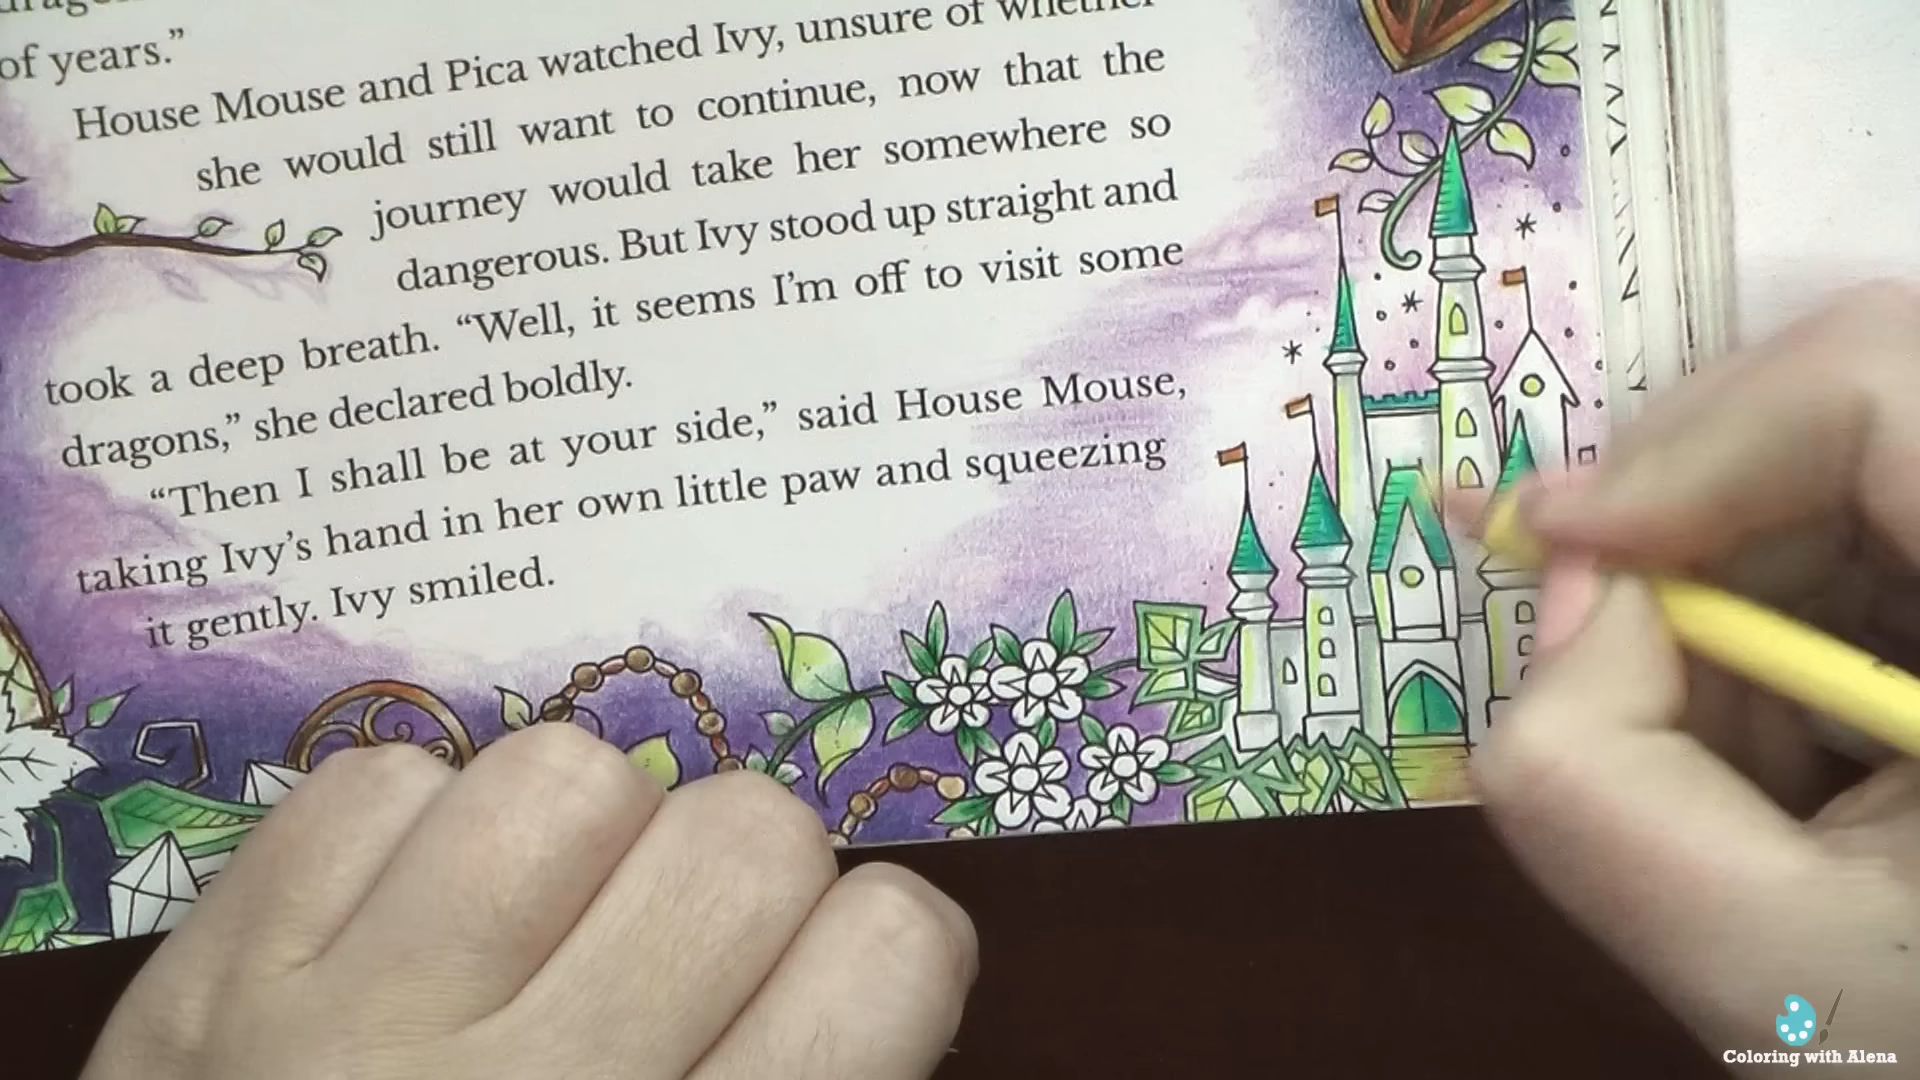 of years.”
House Mouse and Pica watched Ivy, unsure of whether
she would still want to continue, now that the
journey would take her somewhere so
dangerous. But Ivy stood up straight and
took a deep breath. “Well, it seems I’m off to visit some
dragons,” she declared boldly.
“Then I shall be at your side,” said House Mouse,
taking Ivy’s hand in her own little paw and squeezing
it gently. Ivy smiled.
Coloring with Alena